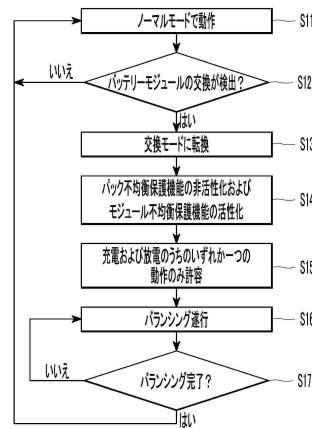 ノーマルモードで動作
S11
いいえ
バッテリーモジュールの交換が検出？
S12
はい
交換モードに転換
S13
パック不均衡保護機能の非活性化および
モジュール不均衡保護機能の活性化
S14
充電および放電のうちのいずれか一つの
動作のみ許容
S15
バランシング遂行
S16
いいえ
バランシング完了？
S17
はい